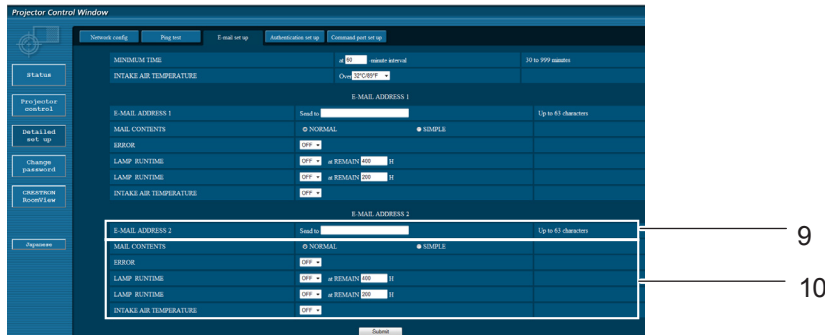 Projector Control Window
Network config Ping test E-mail set up Authentication set up Command port set up
MINIMUM TIME at 60 minute interval 30 to 999 minutes
INTAKE AIR TEMPERATURE Over 32°C/89°F
Status
E-MAIL ADDRESS 1
Projector control
E-MAIL ADDRESS 1 Send to Up to 63 characters
MAIL CONTENTS NORMAL SIMPLE
Detailed set up
ERROR OFF
LAMP RUNTIME OFF at REMAIN 400 H
Change password
LAMP RUNTIME OFF at REMAIN 200 H
INTAKE AIR TEMPERATURE OFF
CRESTRON RoomView
E-MAIL ADDRESS 2
E-MAIL ADDRESS 2 Send to Up to 63 characters 9
Japanese
MAIL CONTENTS NORMAL SIMPLE
ERROR OFF
LAMP RUNTIME OFF at REMAIN 400 H 10
LAMP RUNTIME OFF at REMAIN 200 H
INTAKE AIR TEMPERATURE OFF
Submit